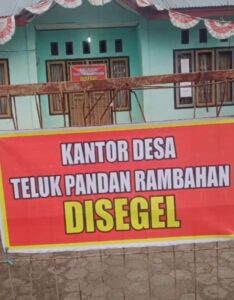 KANTOR DESA
TELUK PANDAN RAMBAHAN
DISEGEL